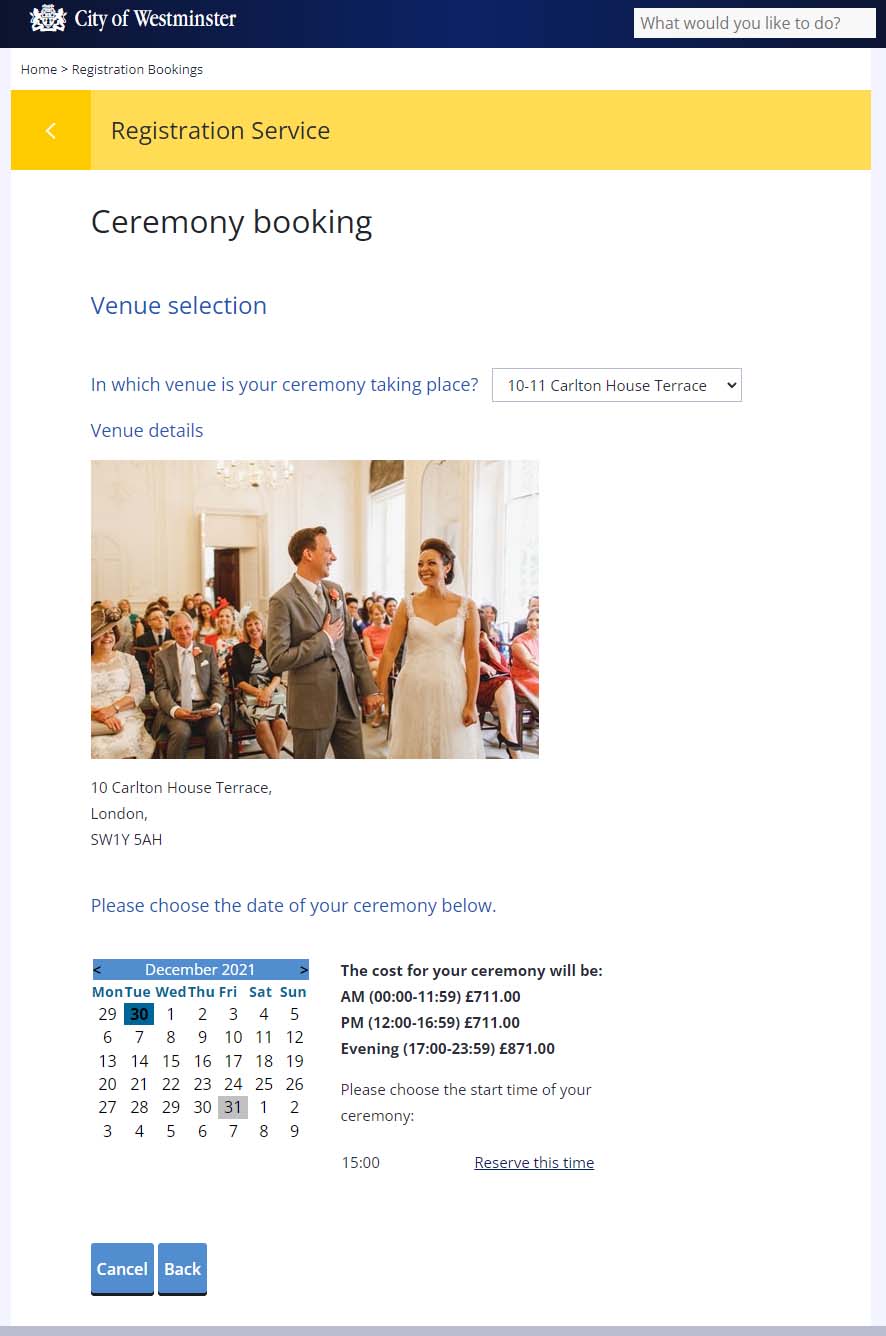 City of Westminster
What would you like to do?
Home > Registration Bookings
< Registration Service
Ceremony booking
Venue selection
In which venue is your ceremony taking place? 10-11 Carlton House Terrace
Venue details
10 Carlton House Terrace,
London,
SW1Y 5AH
Please choose the date of your ceremony below.
< December 2021 >
Mon Tue Wed Thu Fri Sat Sun
29 30 1 2 3 4 5
6 7 8 9 10 11 12
13 14 15 16 17 18 19
20 21 22 23 24 25 26
27 28 29 30 31 1 2
3 4 5 6 7 8 9
The cost for your ceremony will be:
AM (00:00-11:59) £711.00
PM (12:00-16:59) £711.00
Evening (17:00-23:59) £871.00
Please choose the start time of your
ceremony:
15:00 Reserve this time
Cancel Back